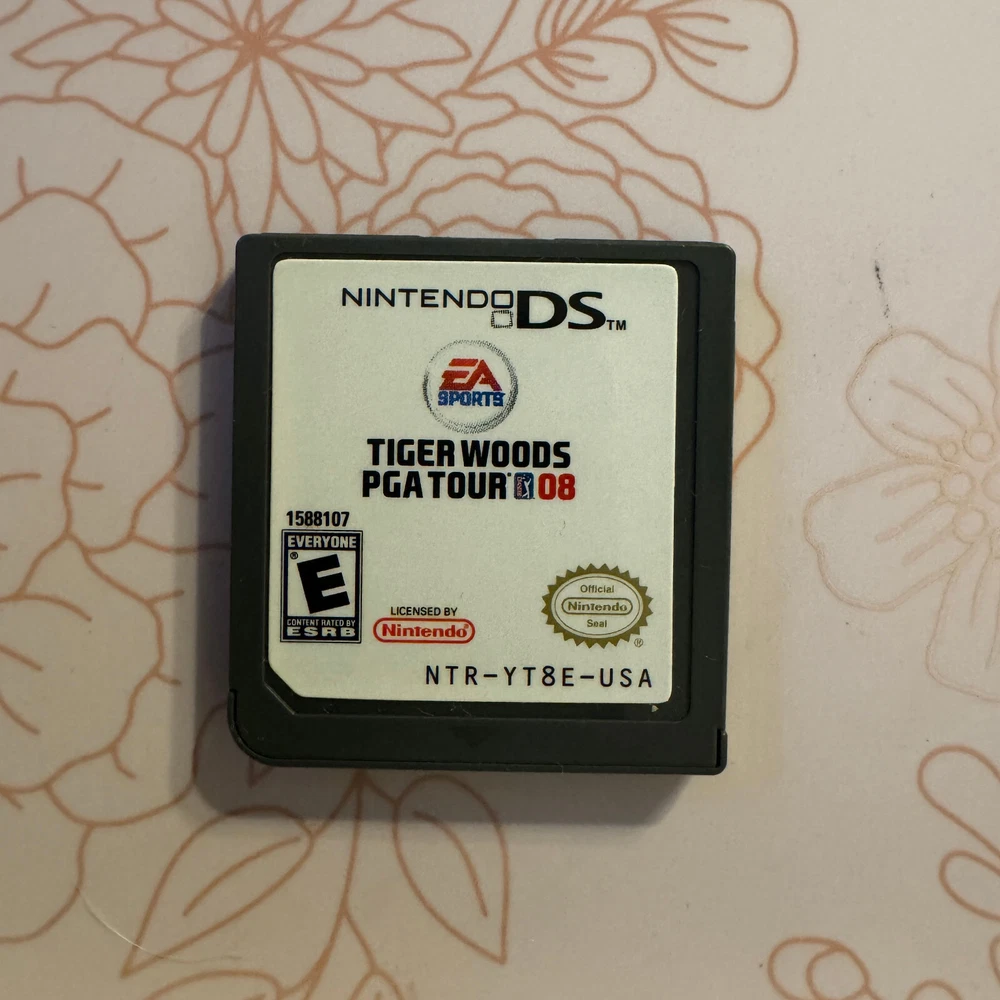 NINTENDO DS™
EA
SPORTS
TIGER WOODS
PGA TOUR 08
1588107
EVERYONE
E
®
CONTENT RATED BY
ESRB
LICENSED BY
Nintendo®
Official
Nintendo
Seal
®
NTR-YT8E-USA